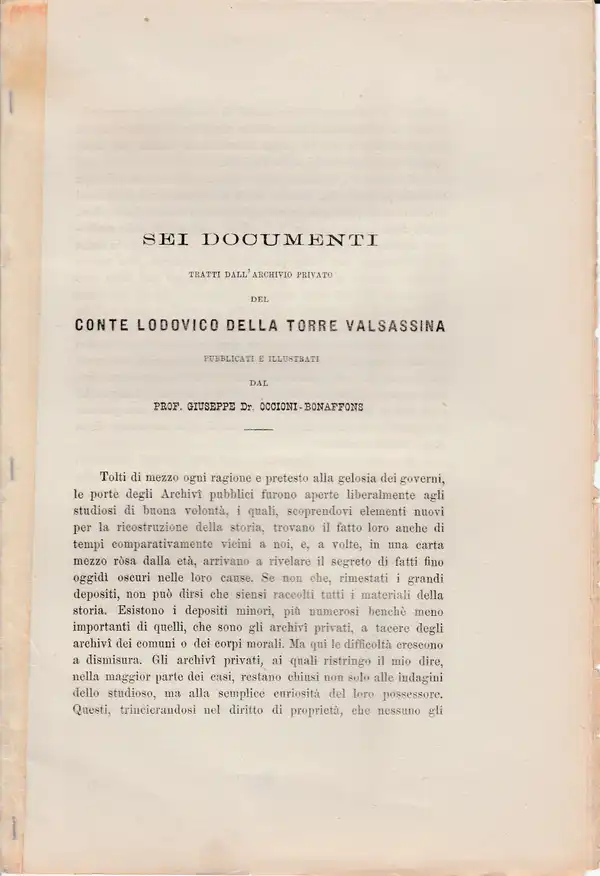 SEI DOCUMENTI
TRATTI DALL'ARCHIVIO PRIVATO
DEL
CONTE LODOVICO DELLA TORRE VALSASSINA
PUBBLICATI E ILLUSTRATI
DAL
PROF. GIUSEPPE Dr. OCCIONI-BONAFFONS
Tolti di mezzo ogni ragione e pretesto alla gelosia dei governi,
le porte degli Archivî pubblici furono aperte liberalmente agli
studiosi di buona volontà, i quali, scoprendovi elementi nuovi
per la ricostruzione della storia, trovano il fatto loro anche di
tempi comparativamente vicini a noi, e, a volte, in una carta
mezzo ròsa dalla età, arrivano a rivelare il segreto di fatti fino
oggidì oscuri nelle loro cause. Se non che, rimestati i grandi
depositi, non può dirsi che siensi raccolti tutti i materiali della
storia. Esistono i depositi minori, più numerosi benchè meno
importanti di quelli, che sono gli archivî privati, a tacere degli
archivî dei comuni o dei corpi morali. Ma qui le difficoltà crescono
a dismisura. Gli archivî privati, ai quali ristringo il mio dire,
nella maggior parte dei casi, restano chiusi non solo alle indagini
dello studioso, ma alla semplice curiosità del loro possessore.
Questi, trincierandosi nel diritto di proprietà, che nessuno gli